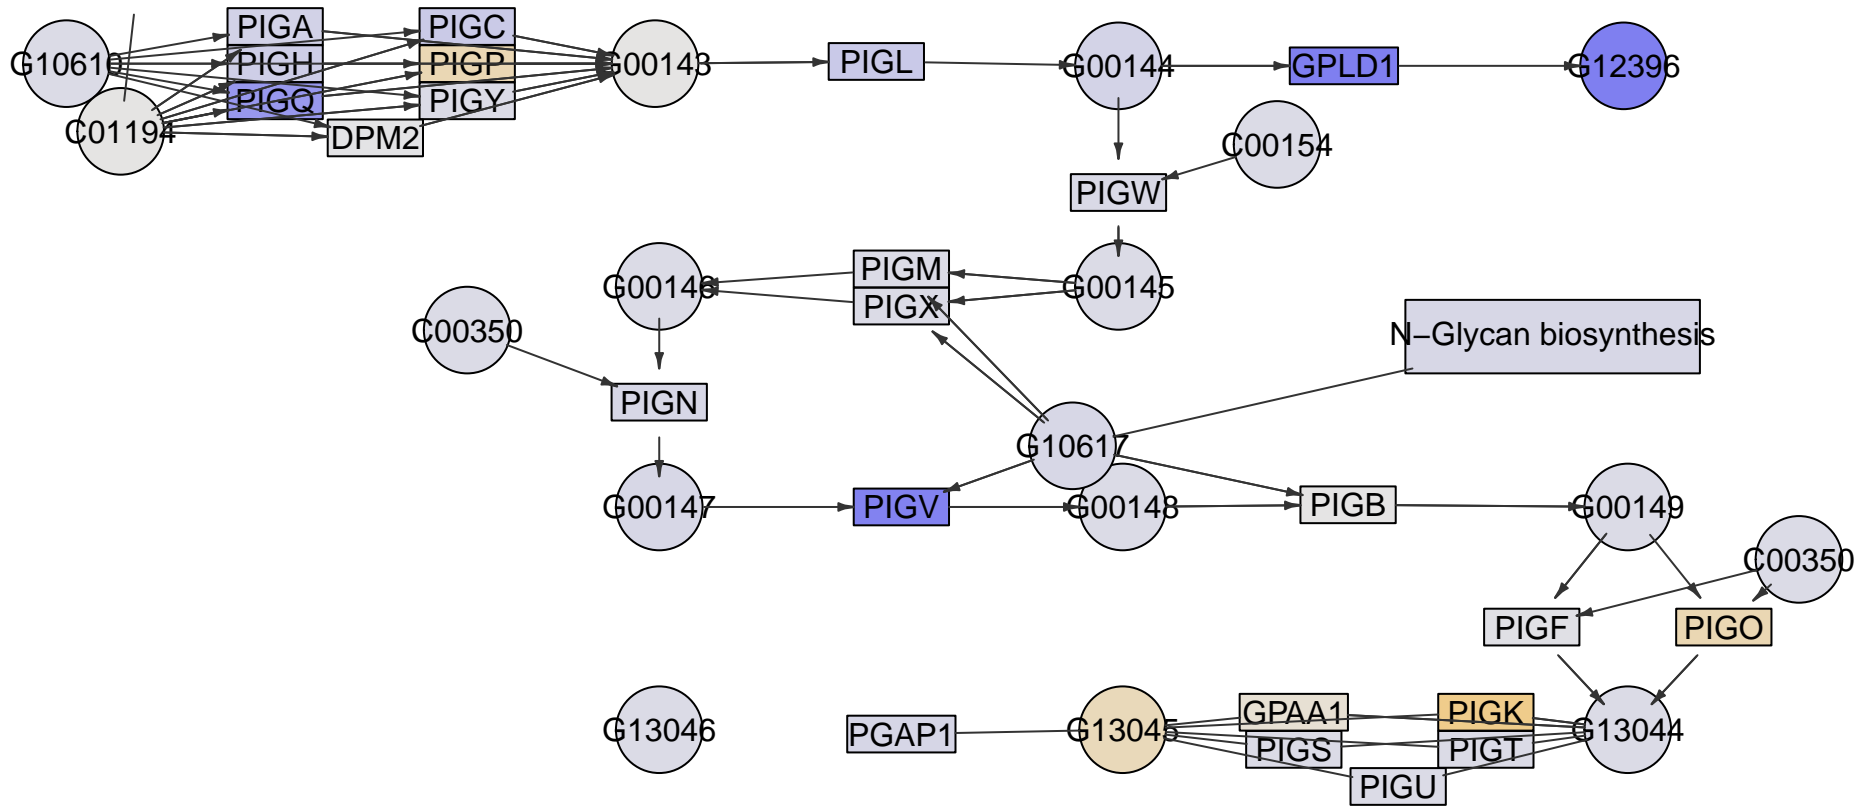 PIGA
PIGC
G1061
PIGH
PIGP
G00143
PIGL
G00144
GPLD1
G12396
PIGQ
PIGY
C01194
DPM2
C00154
PIGW
PIGM
G00146
G00145
PIGX
C00350
N−Glycan biosynthesis
PIGN
G10617
G00147
PIGV
G00148
PIGB
G00149
C00350
PIGF
PIGO
GPAA1
PIGK
G13046
PGAP1
G13045
G13044
PIGS
PIGT
PIGU